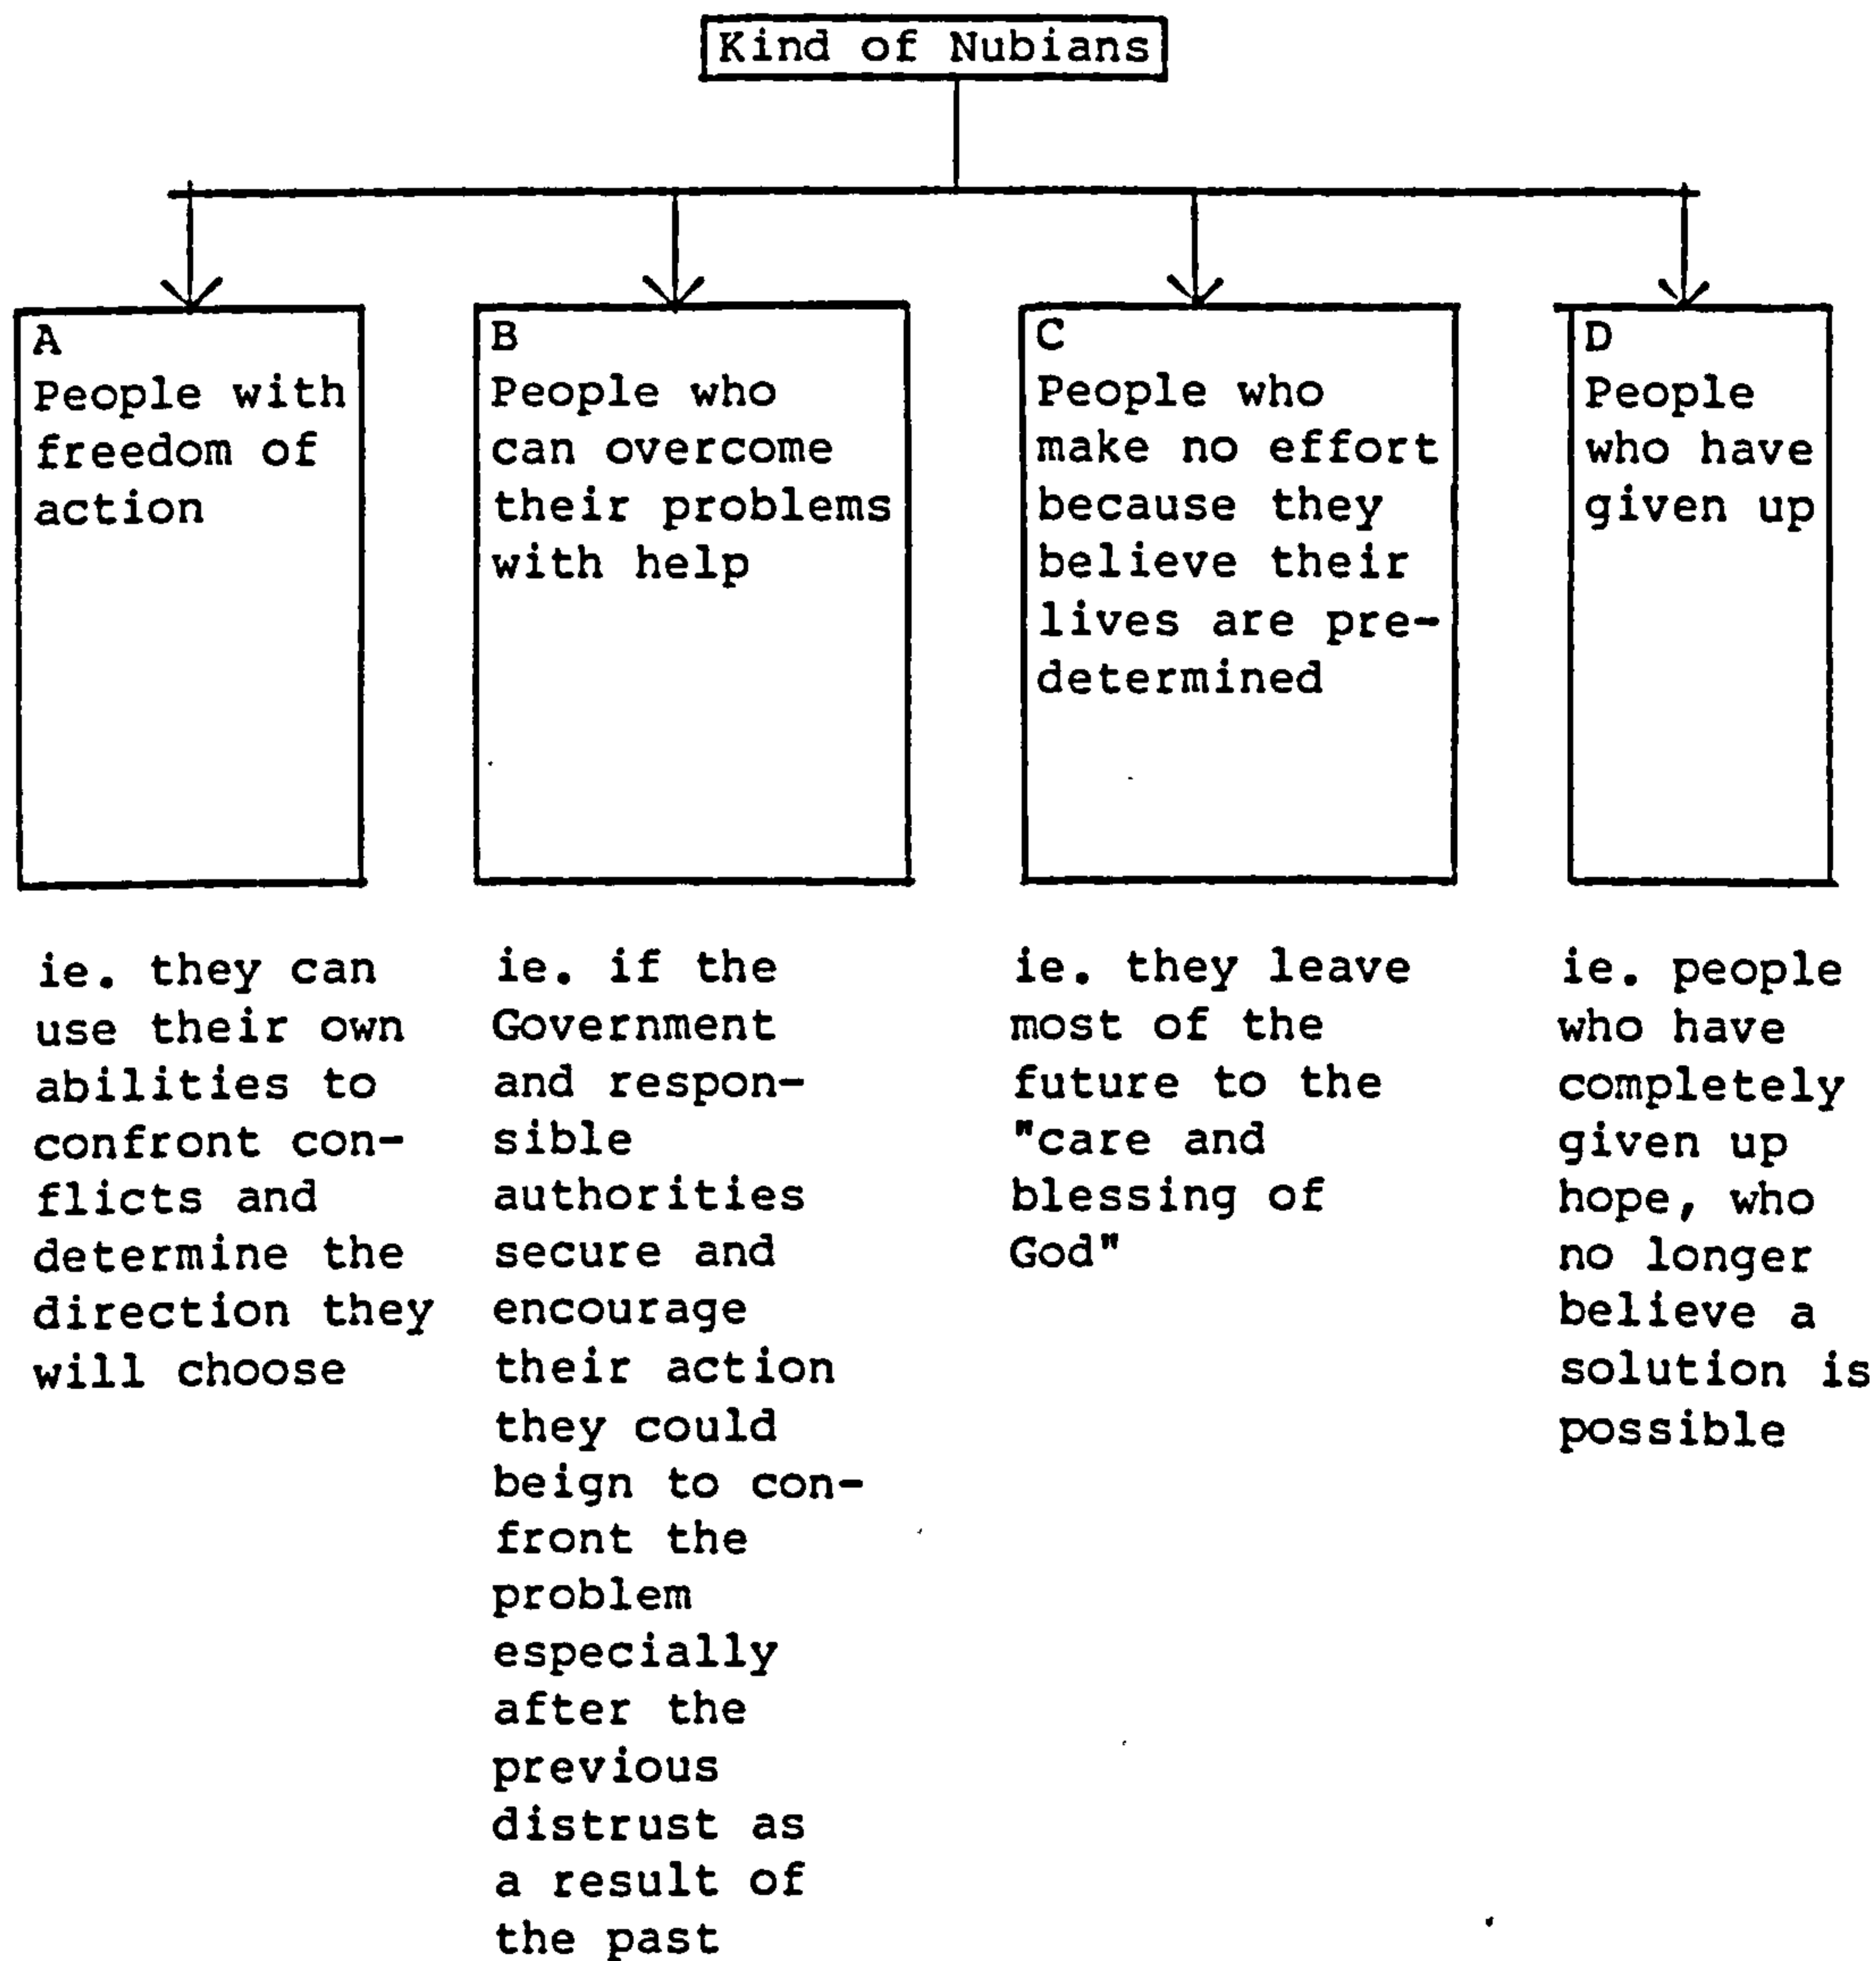 Kind of Nubians
A
People with
freedom of
action
B
People who
can overcome
their problems
with help
C
People who
make no effort
because they
believe their
lives are pre-
determined
D
People
who have
given up
ie. they can
use their own
abilities to
confront con-
flicts and
determine the
direction they
will choose
ie. if the
Government
and respon-
sible
authorities
secure and
encourage
their action
they could
beign to con-
front the
problem
especially
after the
previous
distrust as
a result of
the past
ie. they leave
most of the
future to the
"care and
blessing of
God"
ie. people
who have
completely
given up
hope, who
no longer
believe a
solution is
possible